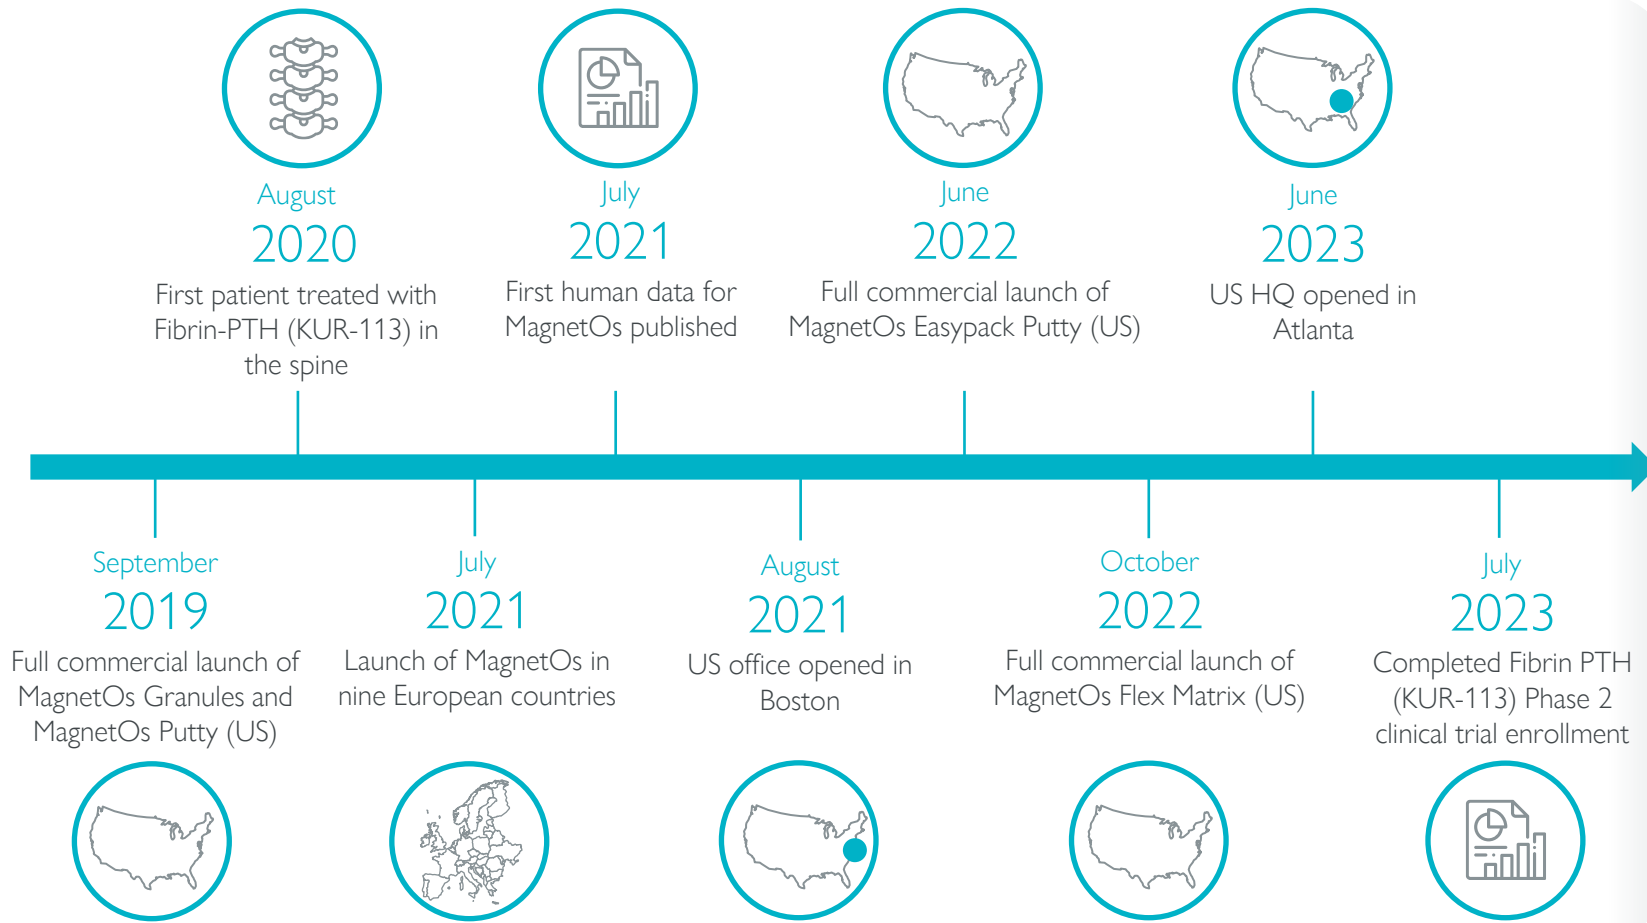 August
2020
First patient treated with
Fibrin-PTH (KUR-113) in
the spine
July
2021
First human data for
MagnetOs published
June
2022
Full commercial launch of
MagnetOs Easypack Putty (US)
June
2023
US HQ opened in
Atlanta
September
2019
Full commercial launch of
MagnetOs Granules and
MagnetOs Putty (US)
July
2021
Launch of MagnetOs in
nine European countries
August
2021
US office opened in
Boston
October
2022
Full commercial launch of
MagnetOs Flex Matrix (US)
July
2023
Completed Fibrin PTH
(KUR-113) Phase 2
clinical trial enrollment